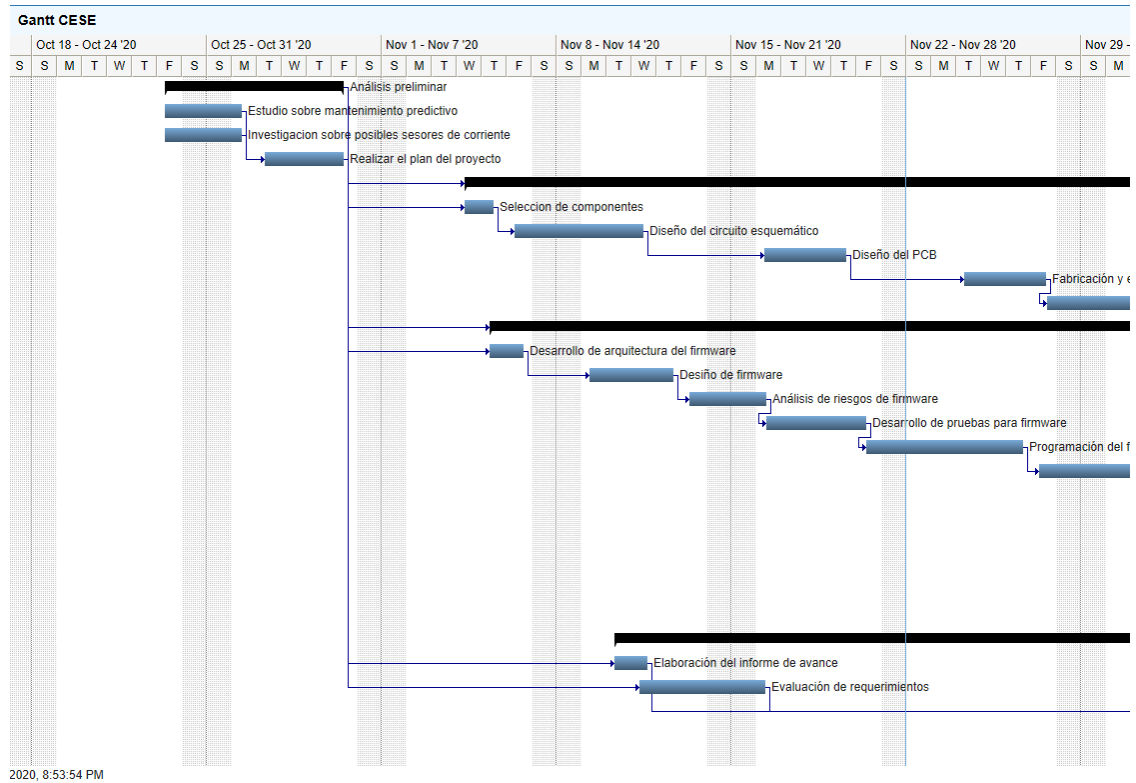 Gantt CESE
Oct 18 - Oct 24 '20 Oct 25 - Oct 31 '20 Nov 1 - Nov 7 '20 Nov 8 - Nov 14 '20 Nov 15 - Nov 21 '20 Nov 22 - Nov 28 '20 Nov 29 -
S S M T W T F S S M T W T F S S M T W T F S S M T W T F S S M T W T F S S M T W T F S S M
Análisis preliminar
Estudio sobre mantenimiento predictivo
Investigacion sobre posibles sesores de corriente
Realizar el plan del proyecto
Seleccion de componentes
Diseño del circuito esquemático
Diseño del PCB
Fabricación y e
Desarrollo de arquitectura del firmware
Desiño de firmware
Análisis de riesgos de firmware
Desarrollo de pruebas para firmware
Programación del f
Elaboración del informe de avance
Evaluación de requerimientos
2020, 8:53:54 PM